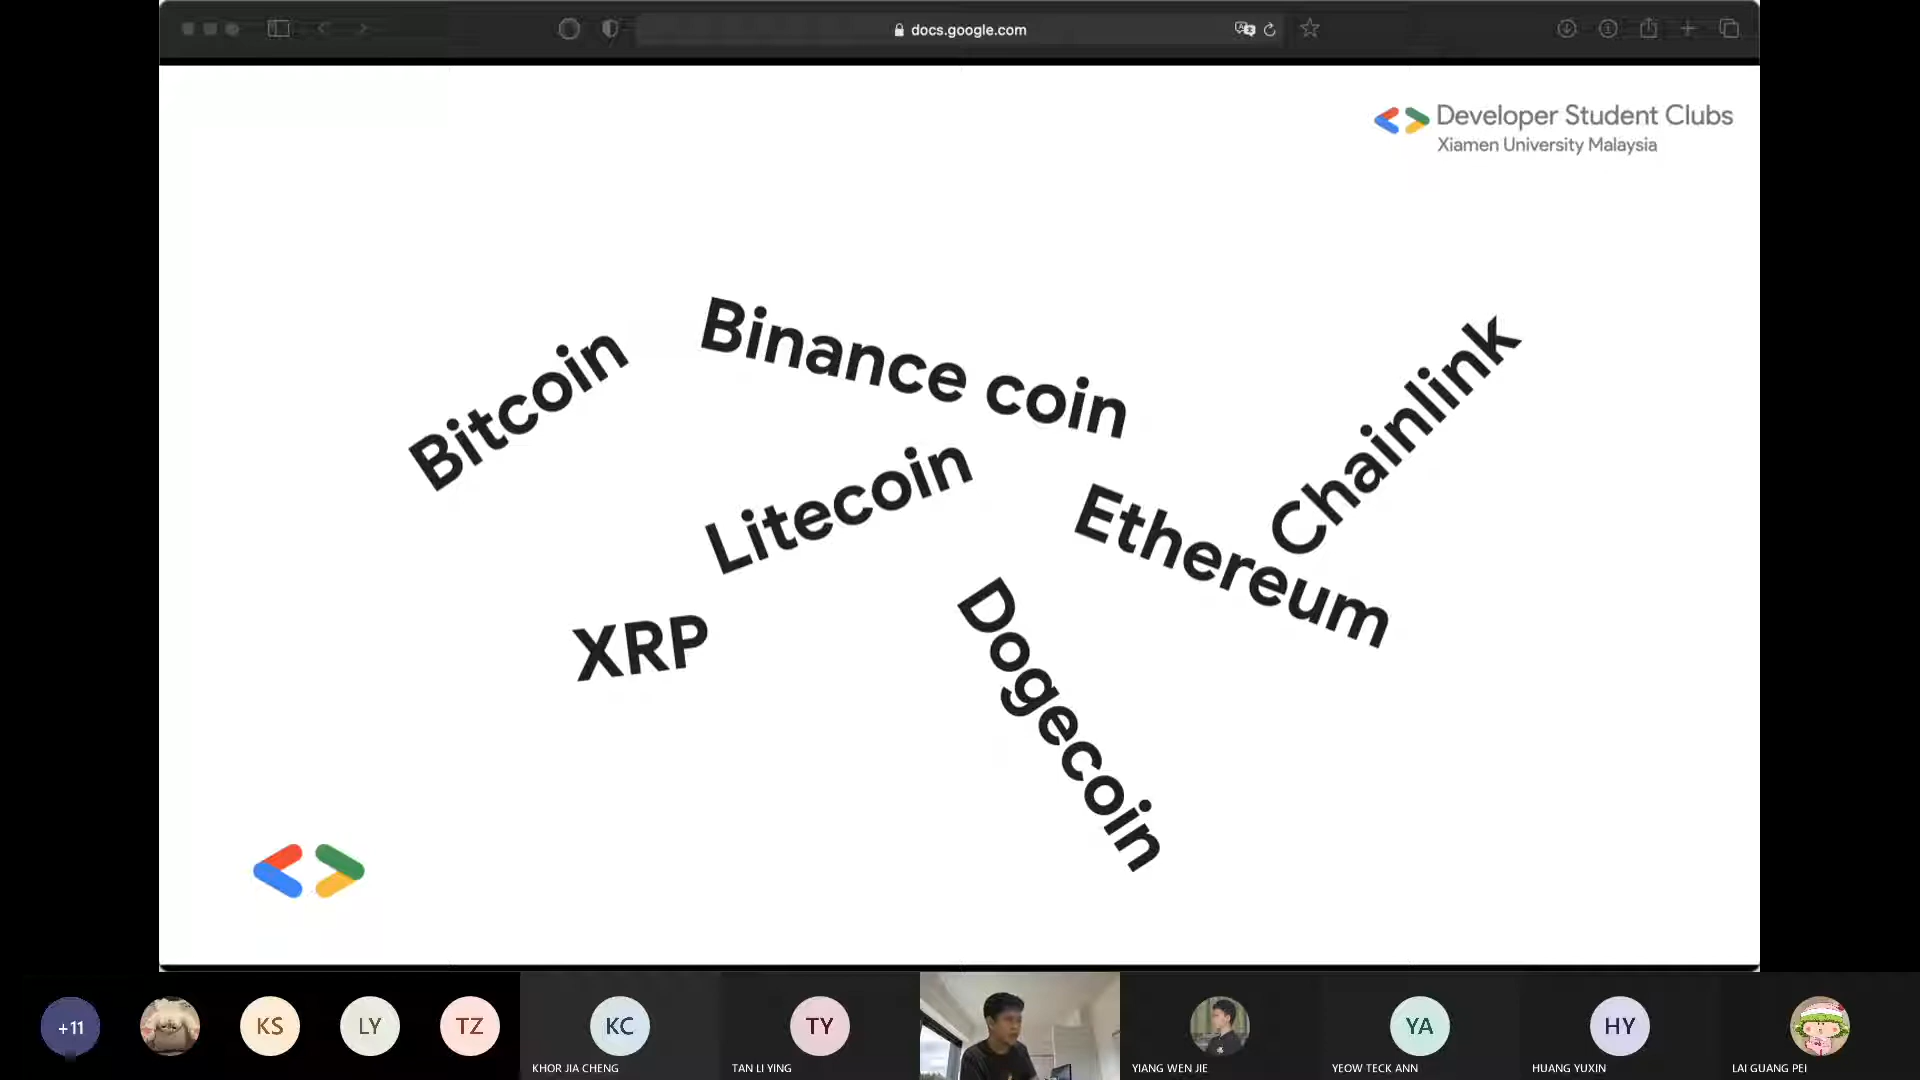 docs.google.com
Developer Student Clubs
Xiamen University Malaysia
Bitcoin
Binance coin
Chainlink
Litecoin
Ethereum
XRP
Dogecoin
+11
KS
LY
TZ
KC
TY
YA
HY
KHOR JIA CHENG
TAN LI YING
YIANG WEN JIE
YEOW TECK ANN
HUANG YUXIN
LAI GUANG PEI